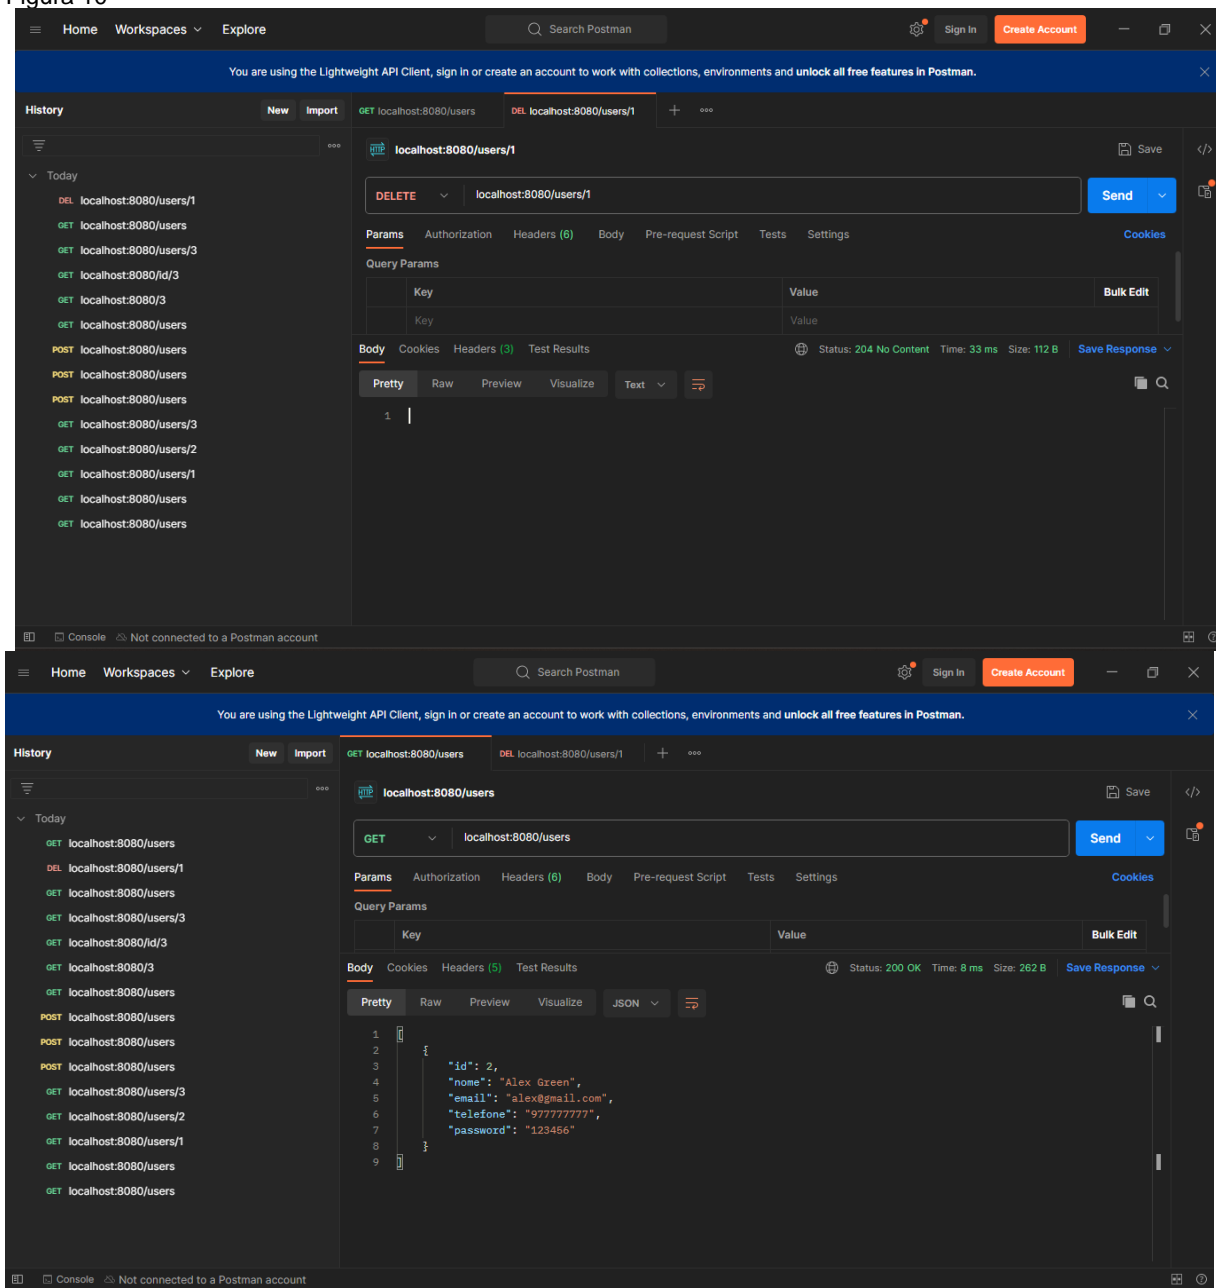 Figura 10
Home Workspaces Explore Search Postman Sign In Create Account
You are using the Lightweight API Client, sign in or create an account to work with collections, environments and unlock all free features in Postman.
History New Import GET localhost:8080/users DEL localhost:8080/users/1
HTTP localhost:8080/users/1 Save
Today
DELETE localhost:8080/users/1 Send
DEL localhost:8080/users/1
GET localhost:8080/users
GET localhost:8080/users/3
GET localhost:8080/id/3
GET localhost:8080/3
GET localhost:8080/users
POST localhost:8080/users
POST localhost:8080/users
POST localhost:8080/users
GET localhost:8080/users/3
GET localhost:8080/users/2
GET localhost:8080/users/1
GET localhost:8080/users
GET localhost:8080/users
Params Authorization Headers (6) Body Pre-request Script Tests Settings Cookies
Query Params
Key Value Bulk Edit
Key Value
Body Cookies Headers (3) Test Results Status: 204 No Content Time: 33 ms Size: 112 B Save Response
Pretty Raw Preview Visualize Text
1
Console Not connected to a Postman account
Home Workspaces Explore Search Postman Sign In Create Account
You are using the Lightweight API Client, sign in or create an account to work with collections, environments and unlock all free features in Postman.
History New Import GET localhost:8080/users DEL localhost:8080/users/1
HTTP localhost:8080/users Save
Today
GET localhost:8080/users Send
GET localhost:8080/users
DEL localhost:8080/users/1
GET localhost:8080/users
GET localhost:8080/users/3
GET localhost:8080/id/3
GET localhost:8080/3
GET localhost:8080/users
POST localhost:8080/users
POST localhost:8080/users
POST localhost:8080/users
GET localhost:8080/users/3
GET localhost:8080/users/2
GET localhost:8080/users/1
GET localhost:8080/users
GET localhost:8080/users
Params Authorization Headers (6) Body Pre-request Script Tests Settings Cookies
Query Params
Key Value Bulk Edit
Body Cookies Headers (5) Test Results Status: 200 OK Time: 8 ms Size: 262 B Save Response
Pretty Raw Preview Visualize JSON
1 [
2 {
3 "id": 2,
4 "nome": "Alex Green",
5 "email": "alex@gmail.com",
6 "telefone": "977777777",
7 "password": "123456"
8 }
9 ]
Console Not connected to a Postman account